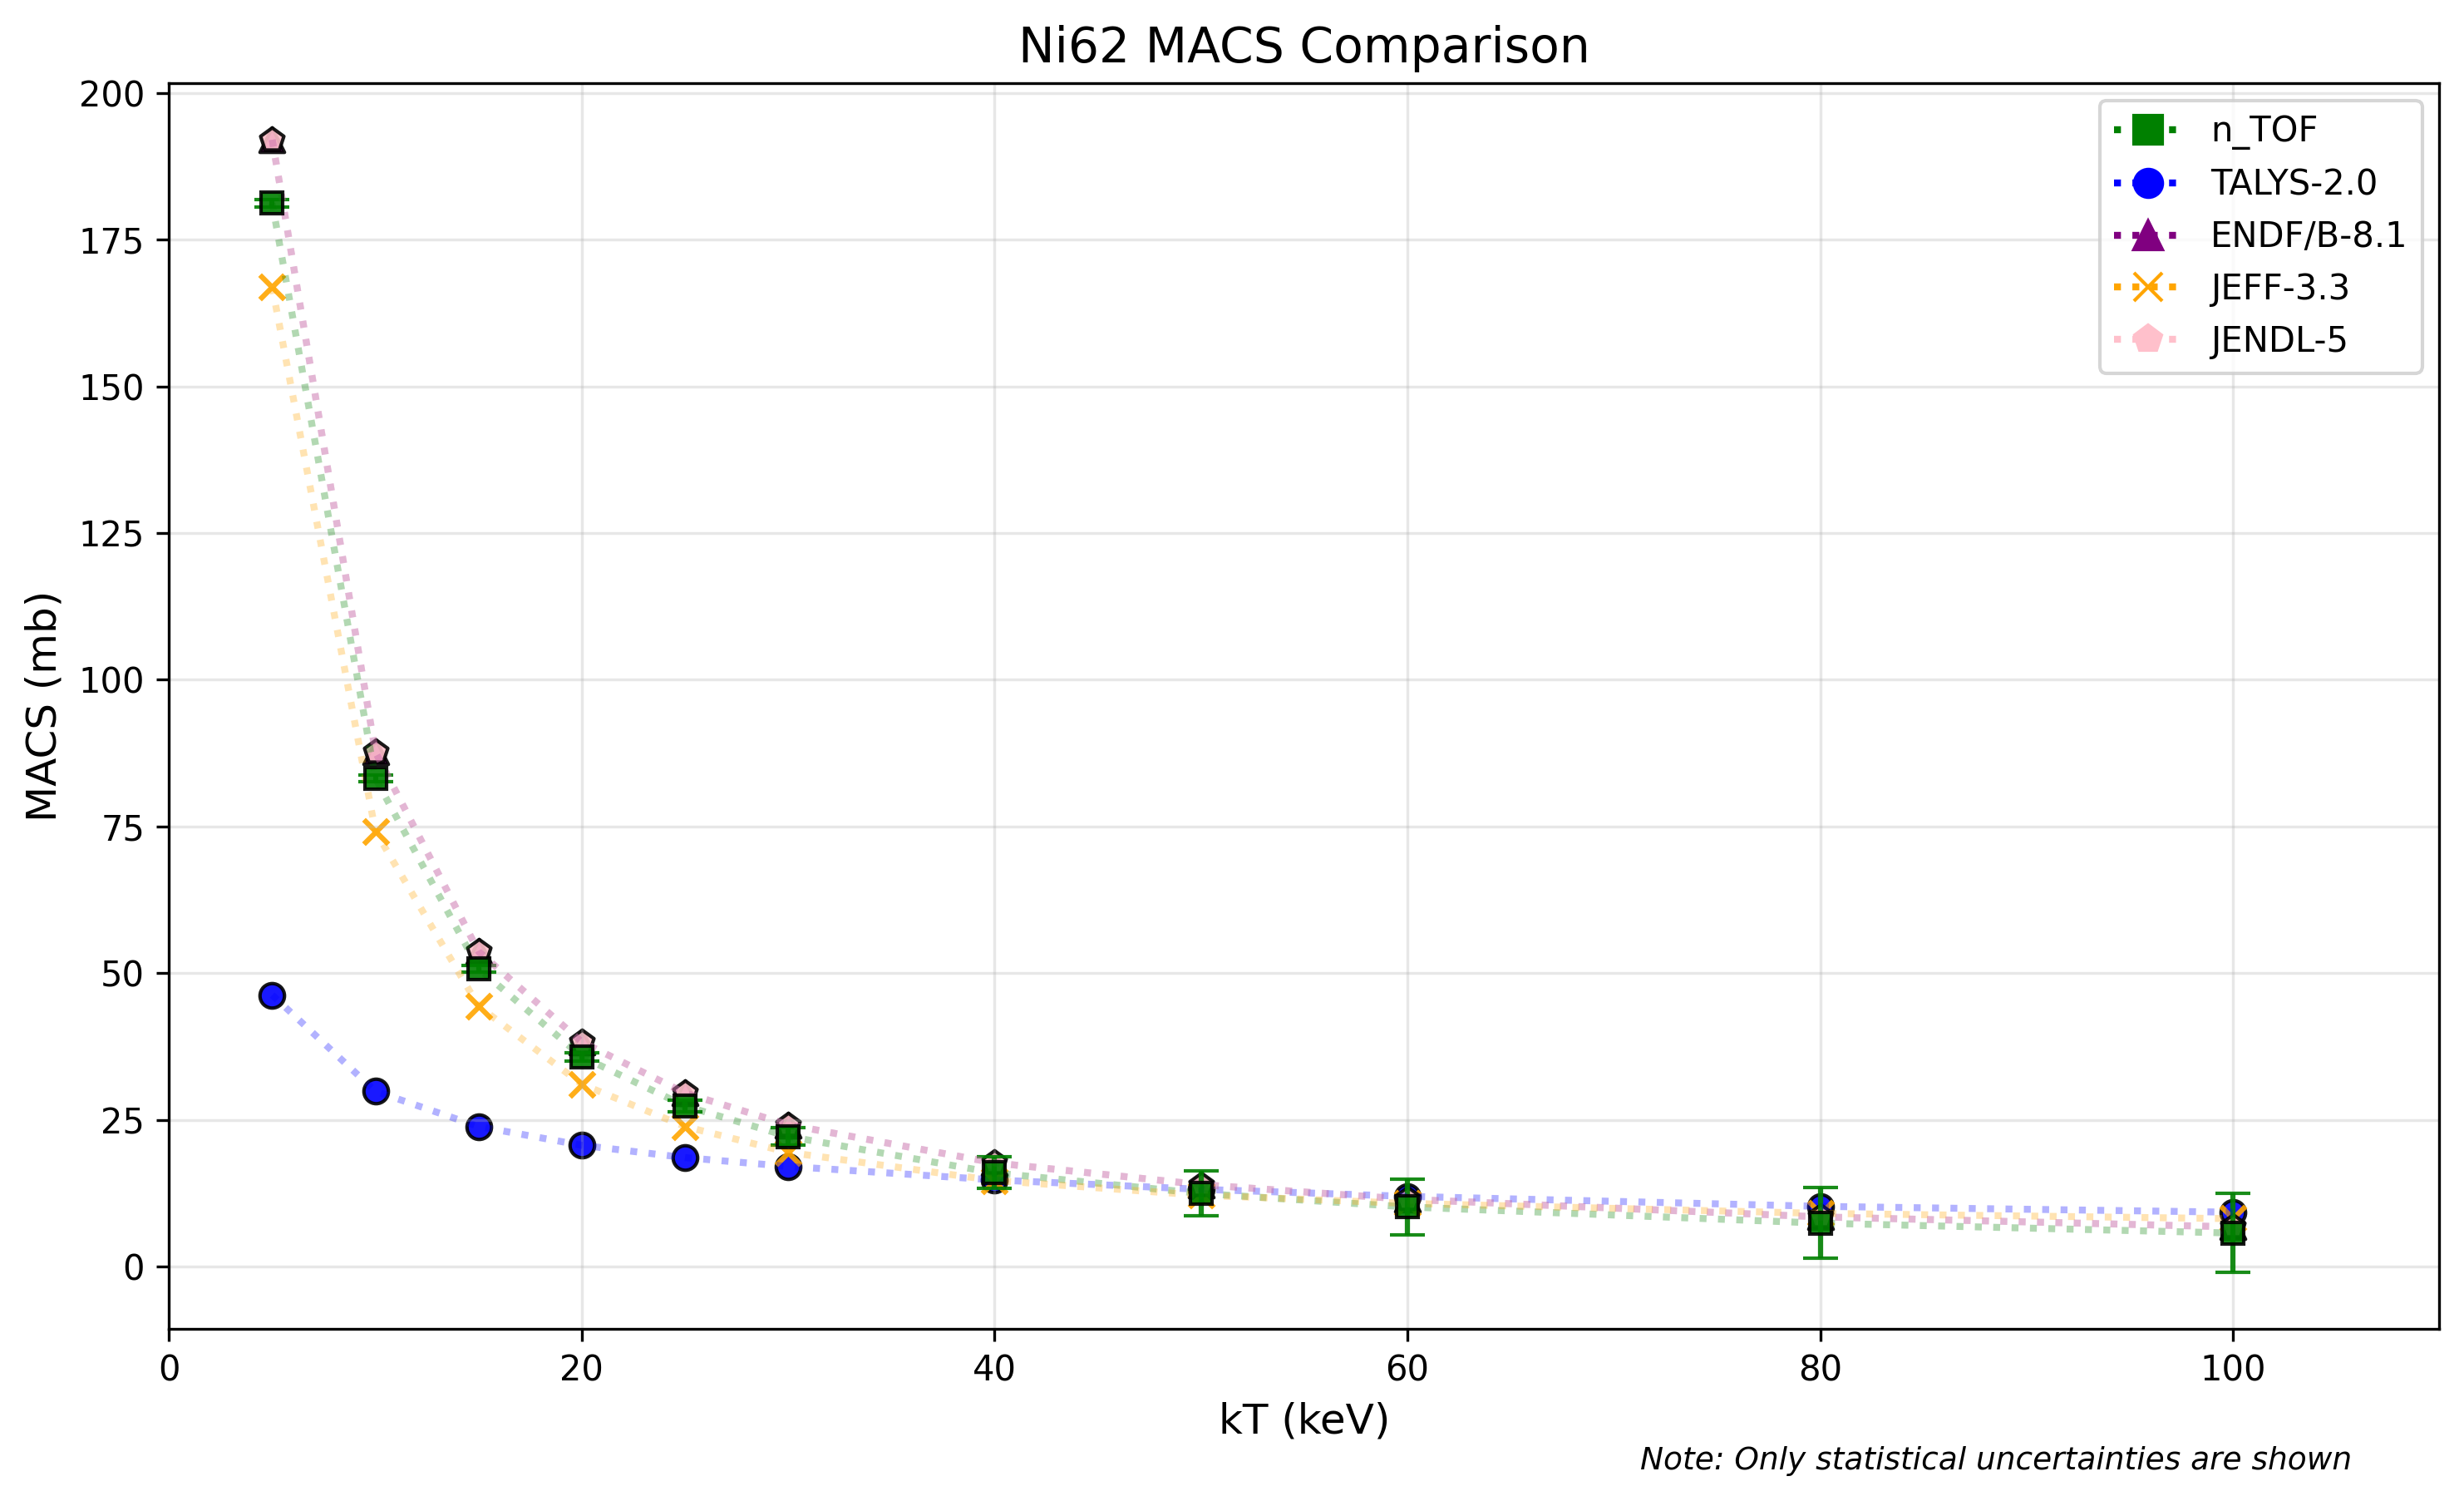 Ni62 MACS Comparison
200
175
150
125
100
75
50
25
0
MACS (mb)
n_TOF
TALYS-2.0
ENDF/B-8.1
JEFF-3.3
JENDL-5
0 20 40 60 80 100
kT (keV)
Note: Only statistical uncertainties are shown